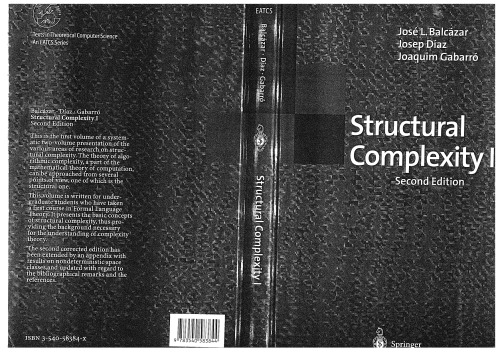 Texts in Theoretical Computer Science
An EATCS Series
Balcázar · Díaz · Gabarró
Structural Complexity I
Second Edition
This is the first volume of a system-
atic two-volume presentation of the
various areas of research on struc-
tural complexity. The theory of algo-
rithmic complexity, a part of the
mathematical theory of computation,
can be approached from several
points of view, one of which is the
structural one.
This volume is written for under-
graduate students who have taken
a first course in Formal Language
Theory. It presents the basic concepts
of structural complexity, thus pro-
viding the background necessary
for the understanding of complexity
theory.
The second corrected edition has
been extended by an appendix with
results on nondeterministic space
classes and updated with regard to
the bibliographical remarks and the
references.
ISBN 3-540-58384-X
9 783540 583844
EATCS
Balcázar · Díaz · Gabarró
Structural Complexity I
José L. Balcázar
Josep Díaz
Joaquim Gabarró
Structural
Complexity I
Second Edition
Springer